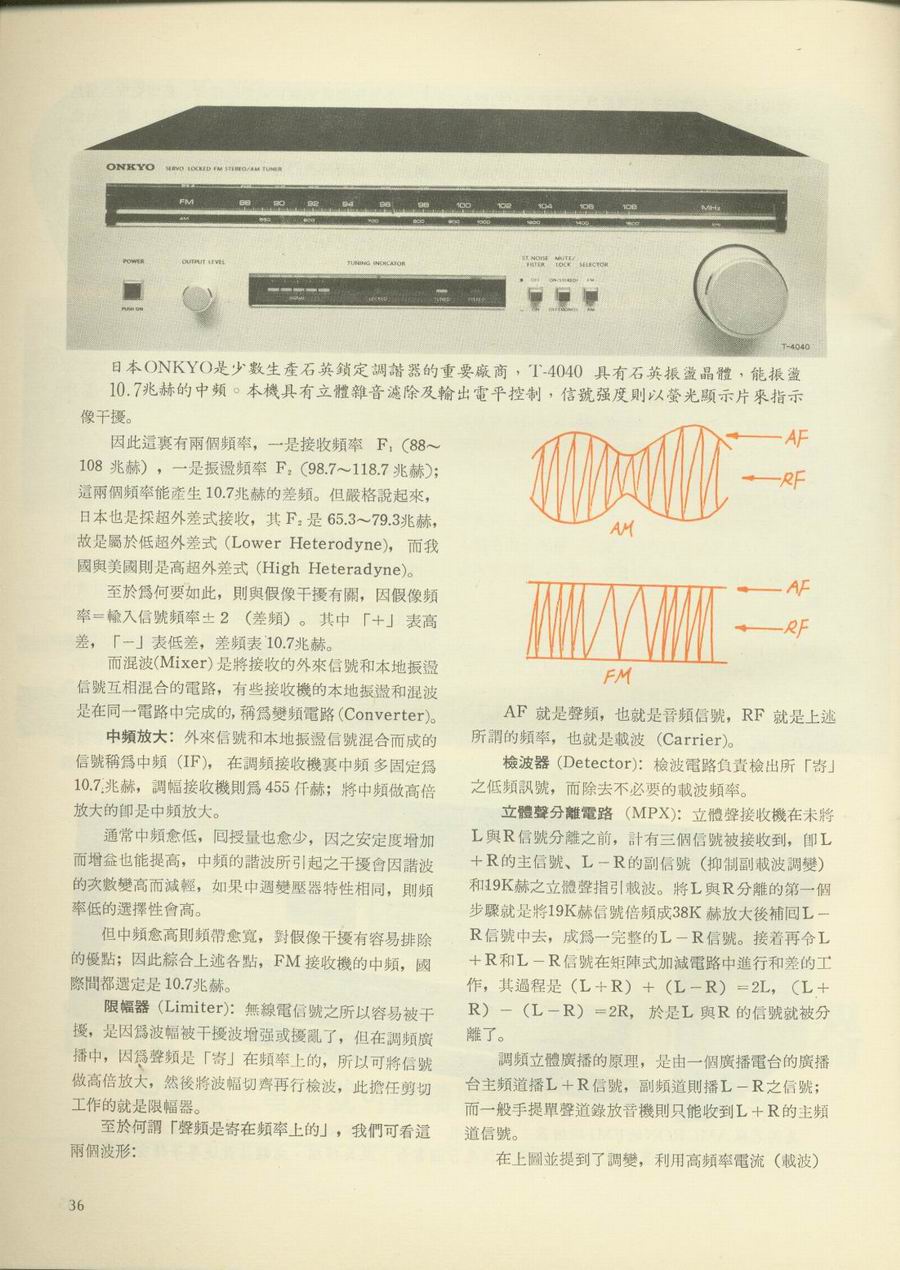 ONKYO SERVO LOCKED FM STEREO/AM TUNER
FM 88 90 92 94 96 98 100 102 104 106 108 MHz
AM
POWER
OUTPUT LEVEL
TUNING INDICATOR
ST. NOISE FILTER
MUTE/LOCK
SELECTOR
OFF ON(STEREO) FM
SIGNAL LOCKED TUNED STEREO
ON OFF(MONO) AM
PUSH ON
T-4040
日本ONKYO是少數生產石英鎖定調諧器的重要廠商，T-4040 具有石英振盪晶體，能振盪
10.7兆赫的中頻。本機具有立體雜音濾除及輸出電平控制，信號强度則以螢光顯示片來指示
像干擾。
因此這裏有兩個頻率，一是接收頻率 F₁（88～
108 兆赫），一是振盪頻率 F₂（98.7～118.7 兆赫）；
這兩個頻率能產生 10.7兆赫的差頻。但嚴格說起來，
日本也是採超外差式接收，其 F₂ 是 65.3～79.3兆赫，
故是屬於低超外差式（Lower Heterodyne)， 而我
國與美國則是高超外差式（High Heteradyne)。
至於爲何要如此，則與假像干擾有關，因假像頻
率＝輸入信號頻率±２（差頻）。其中「＋」表高
差，「－」表低差，差頻表 10.7兆赫。
而混波(Mixer) 是將接收的外來信號和本地振盪
信號互相混合的電路，有些接收機的本地振盪和混波
是在同一電路中完成的，稱爲變頻電路 (Converter)。
中頻放大：外來信號和本地振盪信號混合而成的
信號稱爲中頻 (IF)， 在調頻接收機裏中頻多固定爲
10.7.兆赫，調幅接收機則爲 455 仟赫；將中頻做高倍
放大的卽是中頻放大。
通常中頻愈低，囘授量也愈少，因之安定度增加
而增益也能提高，中頻的諧波所引起之干擾會因諧波
的次數變高而減輕，如果中週變壓器特性相同，則頻
率低的選擇性會高。
但中頻愈高則頻帶愈寬，對假像干擾有容易排除
的優點；因此綜合上述各點，FM 接收機的中頻，國
際間都選定是 10.7兆赫。
限幅器（Limiter)：無線電信號之所以容易被干
擾，是因爲波幅被干擾波增强或擾亂了，但在調頻廣
播中，因爲聲頻是「寄」在頻率上的，所以可將信號
做高倍放大，然後將波幅切齊再行檢波，此擔任剪切
工作的就是限幅器。
至於何謂「聲頻是寄在頻率上的」，我們可看這
兩個波形：
AF
RF
AM
AF
RF
FM
AF 就是聲頻，也就是音頻信號，RF 就是上述
所謂的頻率，也就是載波（Carrier)。
檢波器（Detector)：檢波電路負責檢出所「寄」
之低頻訊號，而除去不必要的載波頻率。
立體聲分離電路（MPX)：立體聲接收機在未將
Ｌ與Ｒ信號分離之前，計有三個信號被接收到，卽Ｌ
＋Ｒ的主信號、Ｌ－Ｒ的副信號（抑制副載波調變）
和19K赫之立體聲指引載波。將Ｌ與Ｒ分離的第一個
步驟就是將19K赫信號倍頻成38K 赫放大後補囘Ｌ－
Ｒ信號中去，成爲一完整的Ｌ－Ｒ信號。接着再令Ｌ
＋Ｒ和Ｌ－Ｒ信號在矩陣式加減電路中進行和差的工
作，其過程是（Ｌ＋Ｒ）＋（Ｌ－Ｒ）＝2L，（Ｌ＋
Ｒ）－（Ｌ－Ｒ）＝2R， 於是Ｌ 與Ｒ 的信號就被分
離了。
調頻立體廣播的原理，是由一個廣播電台的廣播
台主頻道播Ｌ＋Ｒ信號，副頻道則播Ｌ－Ｒ之信號；
而一般手提單聲道錄放音機則只能收到Ｌ＋Ｒ的主頻
道信號。
在上圖並提到了調變，利用高頻率電流（載波）
36